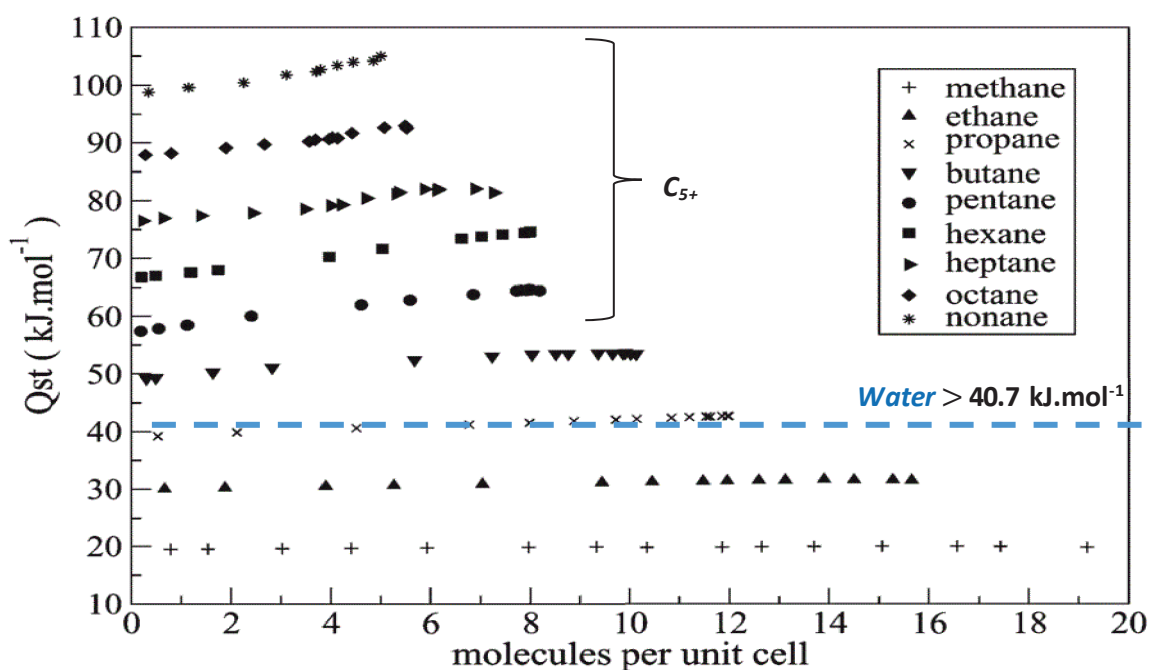 110
100
90
80
70
60
50
40
30
20
10
0
2
4
6
8
10
12
14
16
18
20
Qst ( kJ.mol⁻¹ )
molecules per unit cell
methane
ethane
propane
butane
pentane
hexane
heptane
octane
nonane
C₅₊
Water > 40.7 kJ.mol⁻¹